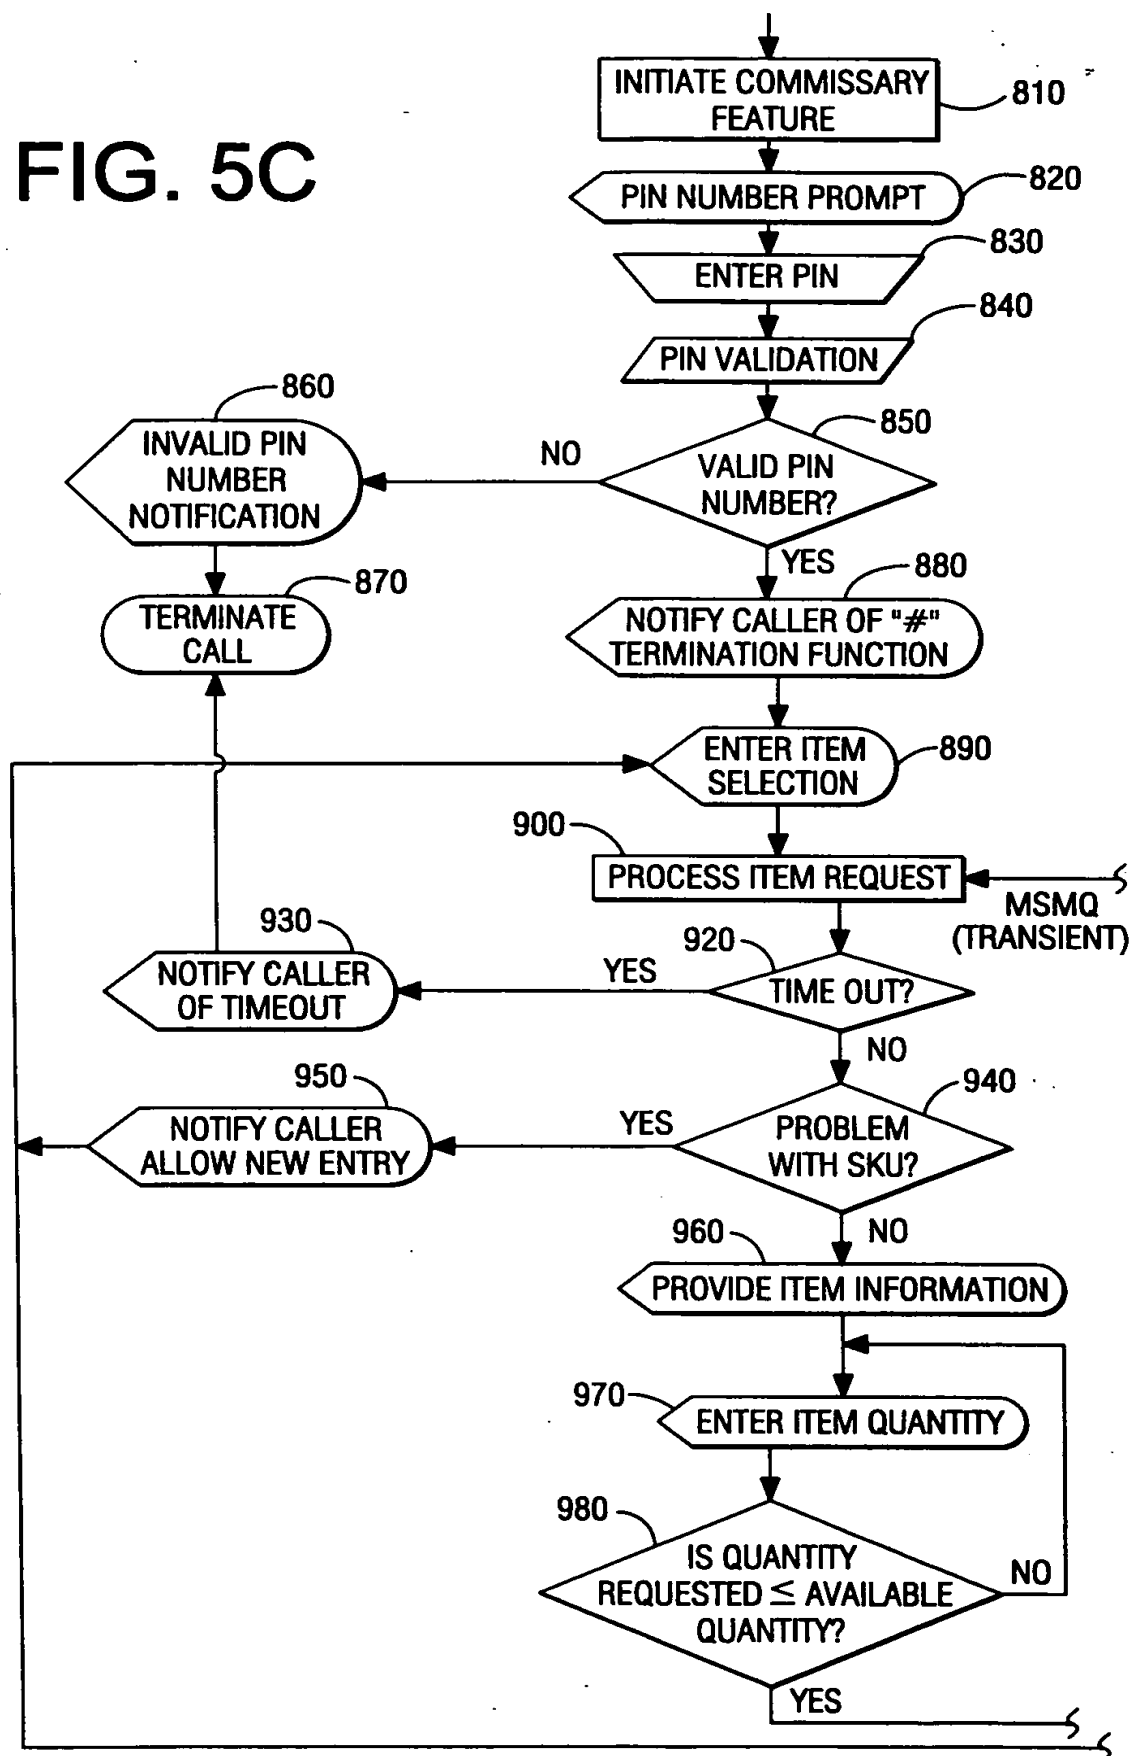 FIG. 5C
INITIATE COMMISSARY
FEATURE
810
PIN NUMBER PROMPT
820
ENTER PIN
830
PIN VALIDATION
840
VALID PIN
NUMBER?
850
NO
INVALID PIN
NUMBER
NOTIFICATION
860
TERMINATE
CALL
870
YES
NOTIFY CALLER OF "#"
TERMINATION FUNCTION
880
ENTER ITEM
SELECTION
890
900
PROCESS ITEM REQUEST
MSMQ
(TRANSIENT)
920
TIME OUT?
YES
930
NOTIFY CALLER
OF TIMEOUT
NO
940
PROBLEM
WITH SKU?
YES
950
NOTIFY CALLER
ALLOW NEW ENTRY
NO
960
PROVIDE ITEM INFORMATION
970
ENTER ITEM QUANTITY
980
IS QUANTITY
REQUESTED ≤ AVAILABLE
QUANTITY?
NO
YES